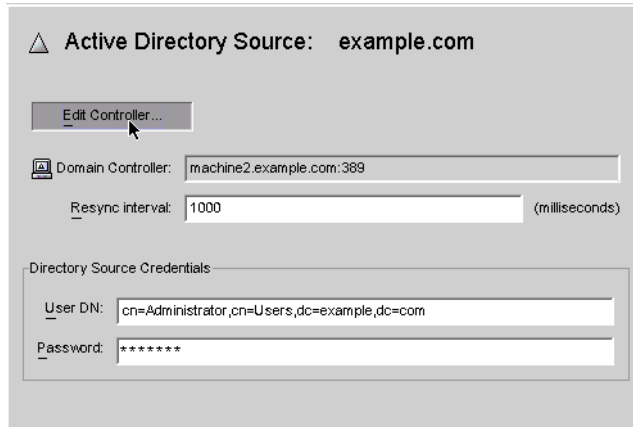 Active Directory Source: example.com
Edit Controller...
Domain Controller: machine2.example.com:389
Resync interval: 1000 (milliseconds)
Directory Source Credentials
User DN: cn=Administrator,cn=Users,dc=example,dc=com
Password: *******